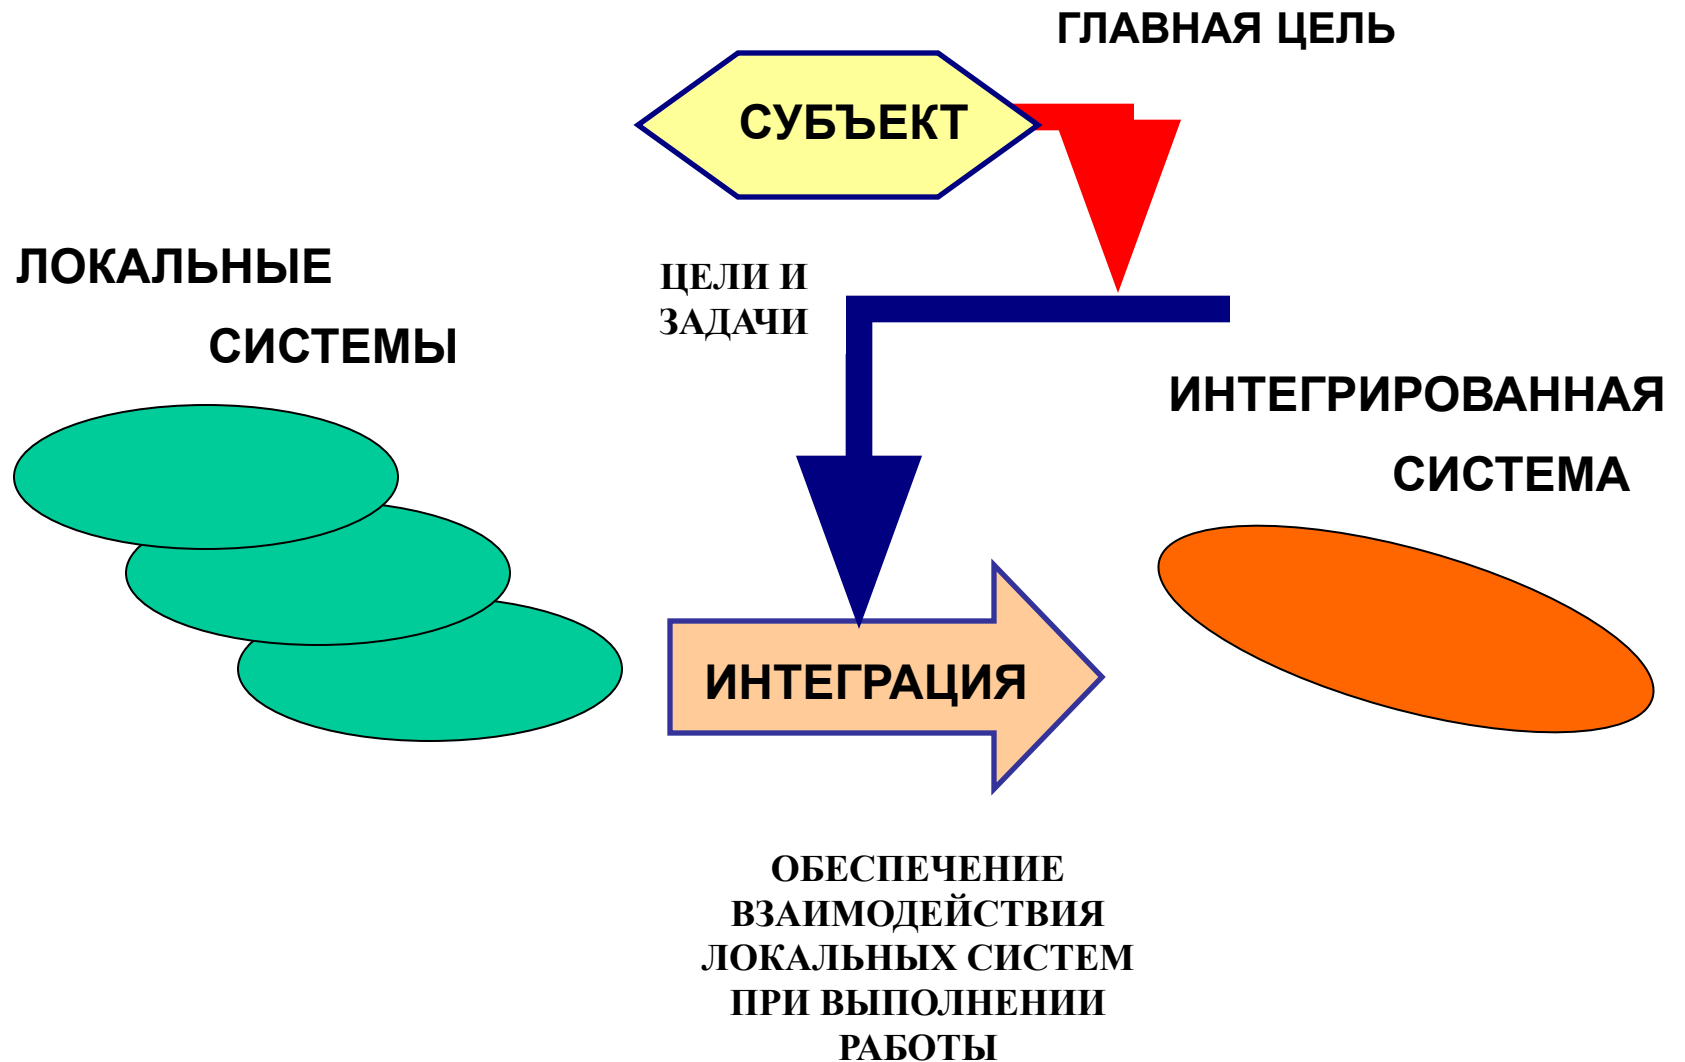 ГЛАВНАЯ ЦЕЛЬ
СУБЪЕКТ
ЛОКАЛЬНЫЕ
СИСТЕМЫ
ЦЕЛИ И
ЗАДАЧИ
ИНТЕГРИРОВАННАЯ
СИСТЕМА
ИНТЕГРАЦИЯ
ОБЕСПЕЧЕНИЕ
ВЗАИМОДЕЙСТВИЯ
ЛОКАЛЬНЫХ СИСТЕМ
ПРИ ВЫПОЛНЕНИИ
РАБОТЫ